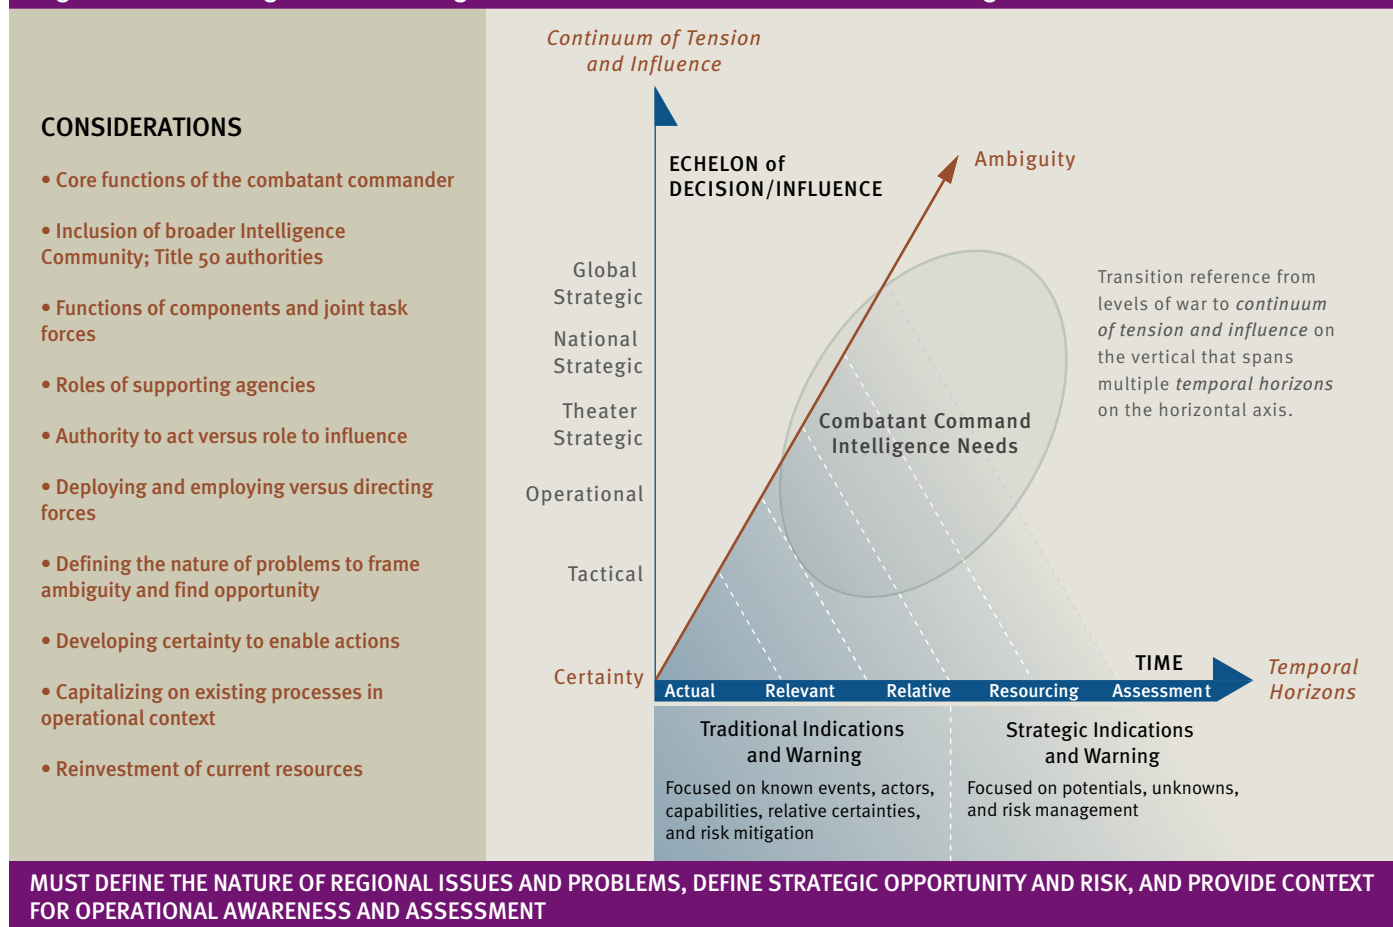 CONSIDERATIONS
• Core functions of the combatant commander
• Inclusion of broader Intelligence
Community; Title 50 authorities
• Functions of components and joint task
forces
• Roles of supporting agencies
• Authority to act versus role to influence
• Deploying and employing versus directing
forces
• Defining the nature of problems to frame
ambiguity and find opportunity
• Developing certainty to enable actions
• Capitalizing on existing processes in
operational context
• Reinvestment of current resources
Continuum of Tension
and Influence
ECHELON of
DECISION/INFLUENCE
Ambiguity
Global
Strategic
National
Strategic
Theater
Strategic
Operational
Tactical
Certainty
Combatant Command
Intelligence Needs
Transition reference from
levels of war to continuum
of tension and influence on
the vertical that spans
multiple temporal horizons
on the horizontal axis.
TIME
Temporal
Horizons
Actual Relevant Relative Resourcing Assessment
Traditional Indications
and Warning
Focused on known events, actors,
capabilities, relative certainties,
and risk mitigation
Strategic Indications
and Warning
Focused on potentials, unknowns,
and risk management
MUST DEFINE THE NATURE OF REGIONAL ISSUES AND PROBLEMS, DEFINE STRATEGIC OPPORTUNITY AND RISK, AND PROVIDE CONTEXT
FOR OPERATIONAL AWARENESS AND ASSESSMENT